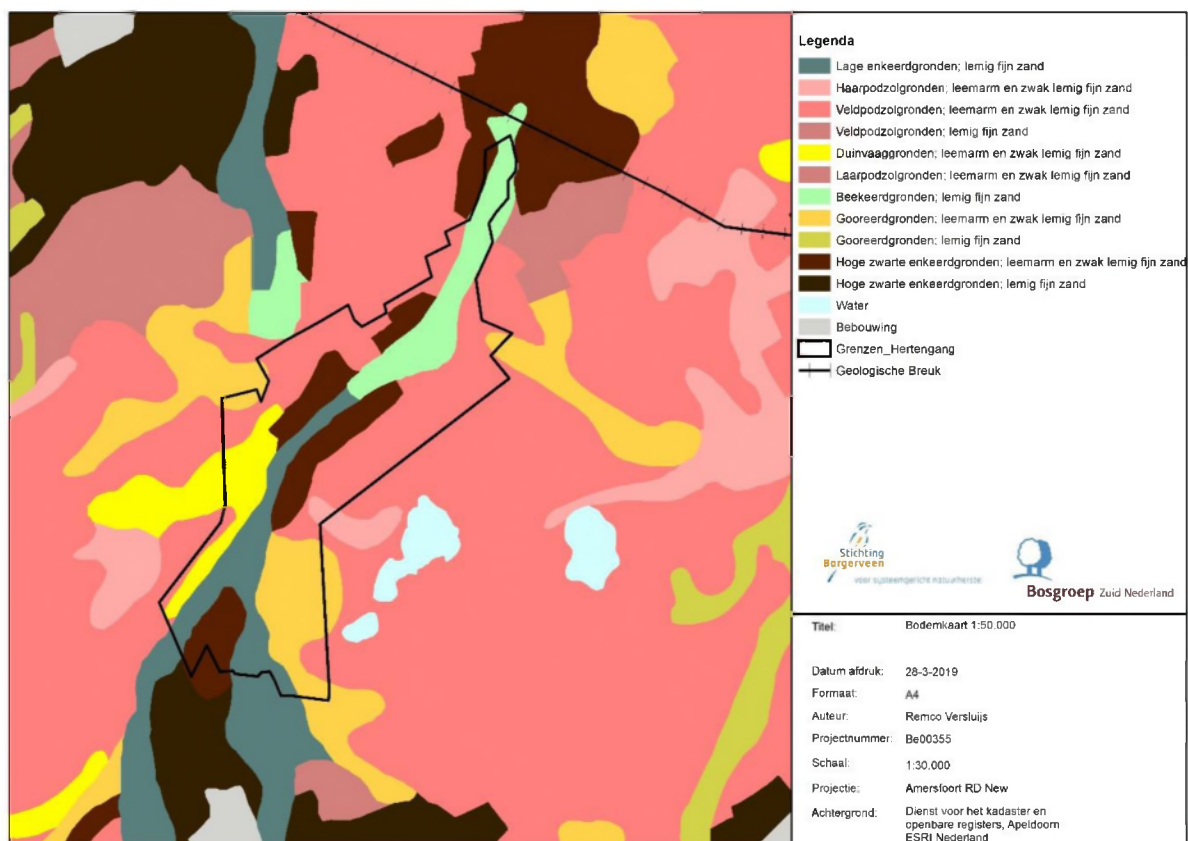 Legenda
Lage enkeerdgronden; lemig fijn zand
Haarpodzolgronden; leemarm en zwak lemig fijn zand
Veldpodzolgronden; leemarm en zwak lemig fijn zand
Veldpodzolgronden; lemig fijn zand
Duinvaaggronden; leemarm en zwak lemig fijn zand
Laarpodzolgronden; leemarm en zwak lemig fijn zand
Beekeerdgronden; lemig fijn zand
Gooreerdgronden; leemarm en zwak lemig fijn zand
Gooreerdgronden; lemig fijn zand
Hoge zwarte enkeerdgronden; leemarm en zwak lemig fijn zand
Hoge zwarte enkeerdgronden; lemig fijn zand
Water
Bebouwing
Grenzen_Hertengang
Geologische Breuk
Stichting
Bargerveen
voor systeemgericht natuurherstel
Bosgroep Zuid Nederland
Titel: Bodemkaart 1:50.000
Datum afdruk: 28-3-2019
Formaat: A4
Auteur: Remco Versluijs
Projectnummer: Be00355
Schaal: 1:30.000
Projectie: Amersfoort RD New
Achtergrond: Dienst voor het kadaster en
openbare registers, Apeldoorn
ESRI Nederland